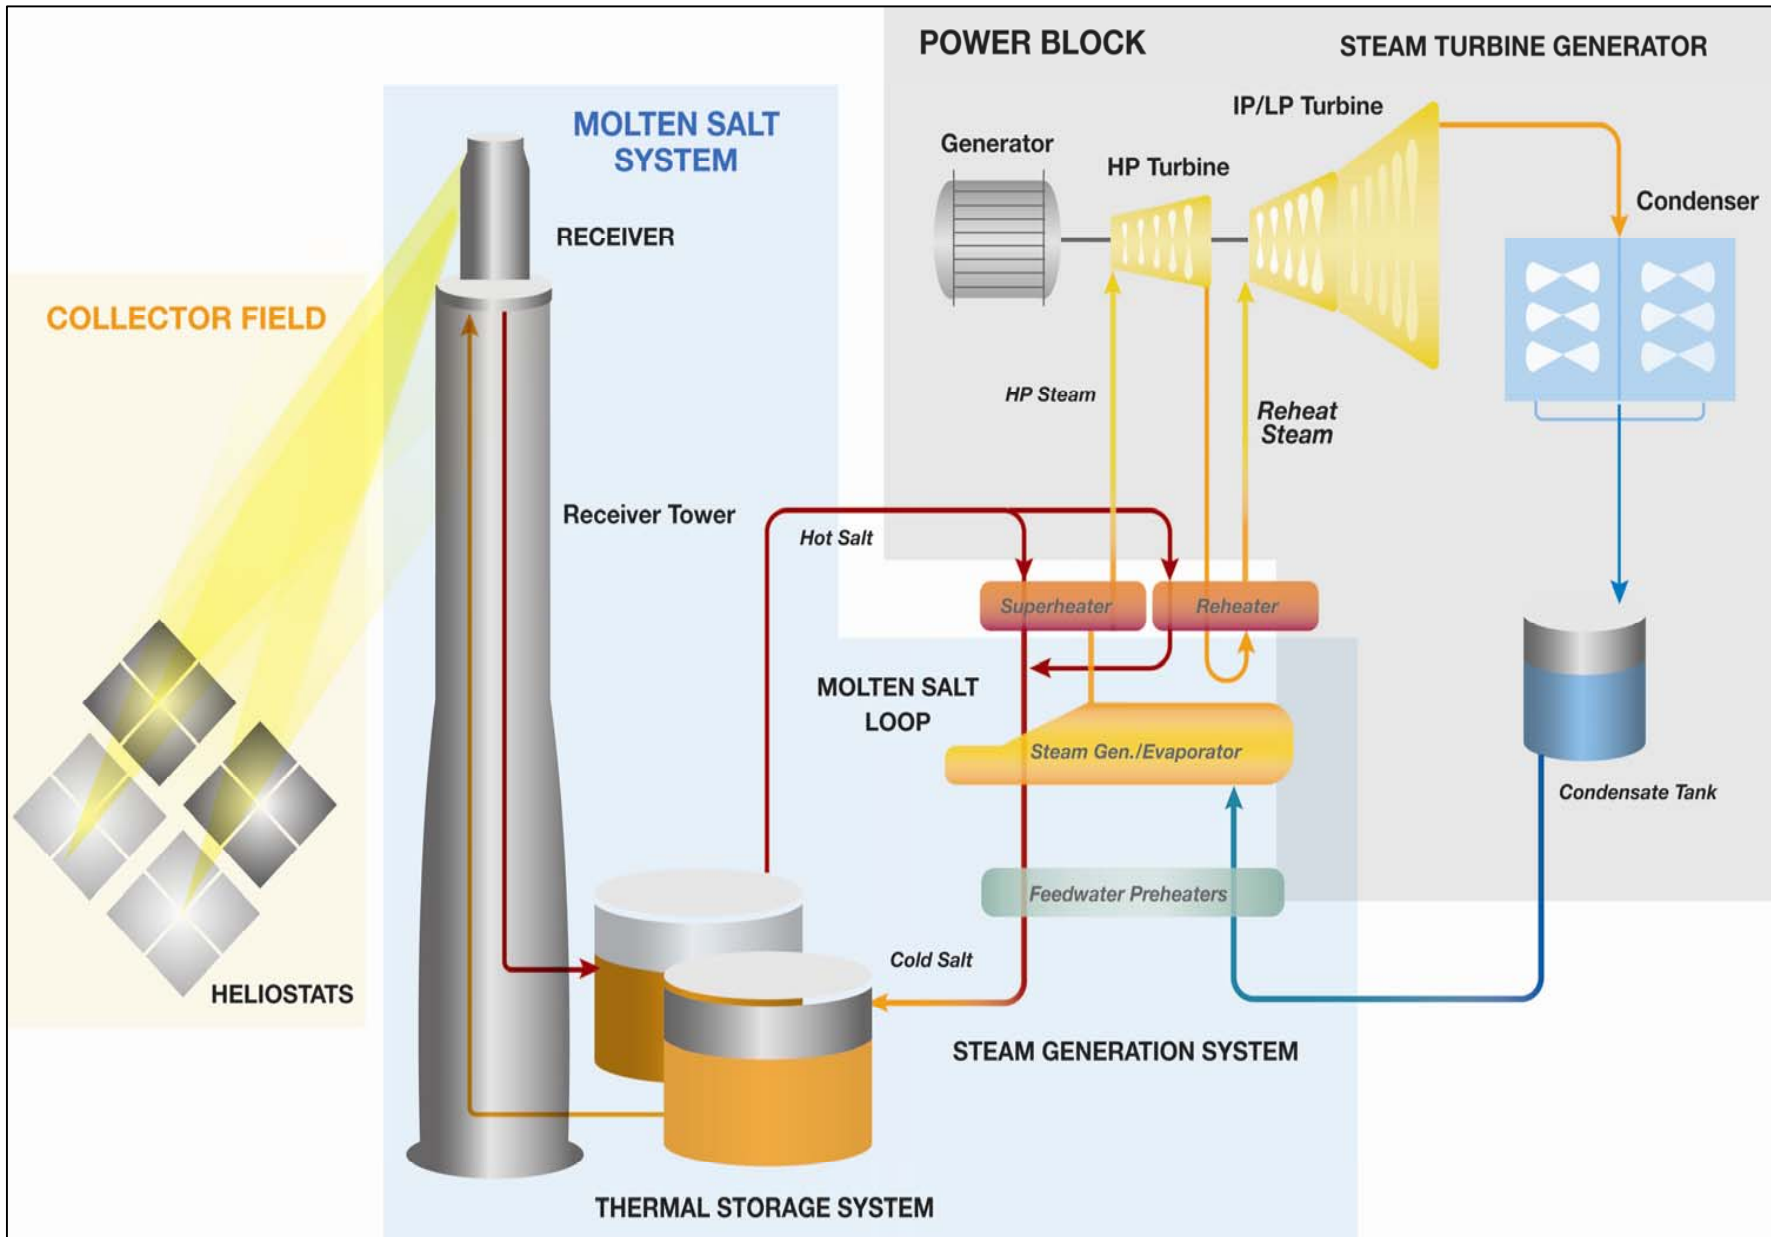 POWER BLOCK
STEAM TURBINE GENERATOR
MOLTEN SALT
SYSTEM
IP/LP Turbine
Generator
HP Turbine
Condenser
RECEIVER
COLLECTOR FIELD
HP Steam
Reheat
Steam
Receiver Tower
Hot Salt
Superheater
Reheater
MOLTEN SALT
LOOP
Steam Gen./Evaporator
Condensate Tank
Feedwater Preheaters
Cold Salt
HELIOSTATS
STEAM GENERATION SYSTEM
THERMAL STORAGE SYSTEM